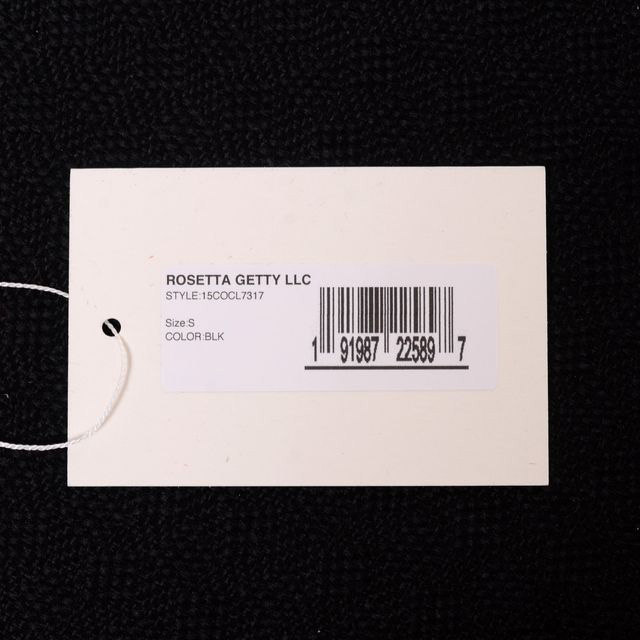 ROSETTA GETTY LLC
STYLE:15COCL7317
Size:S
COLOR:BLK
1 91987 22589 7